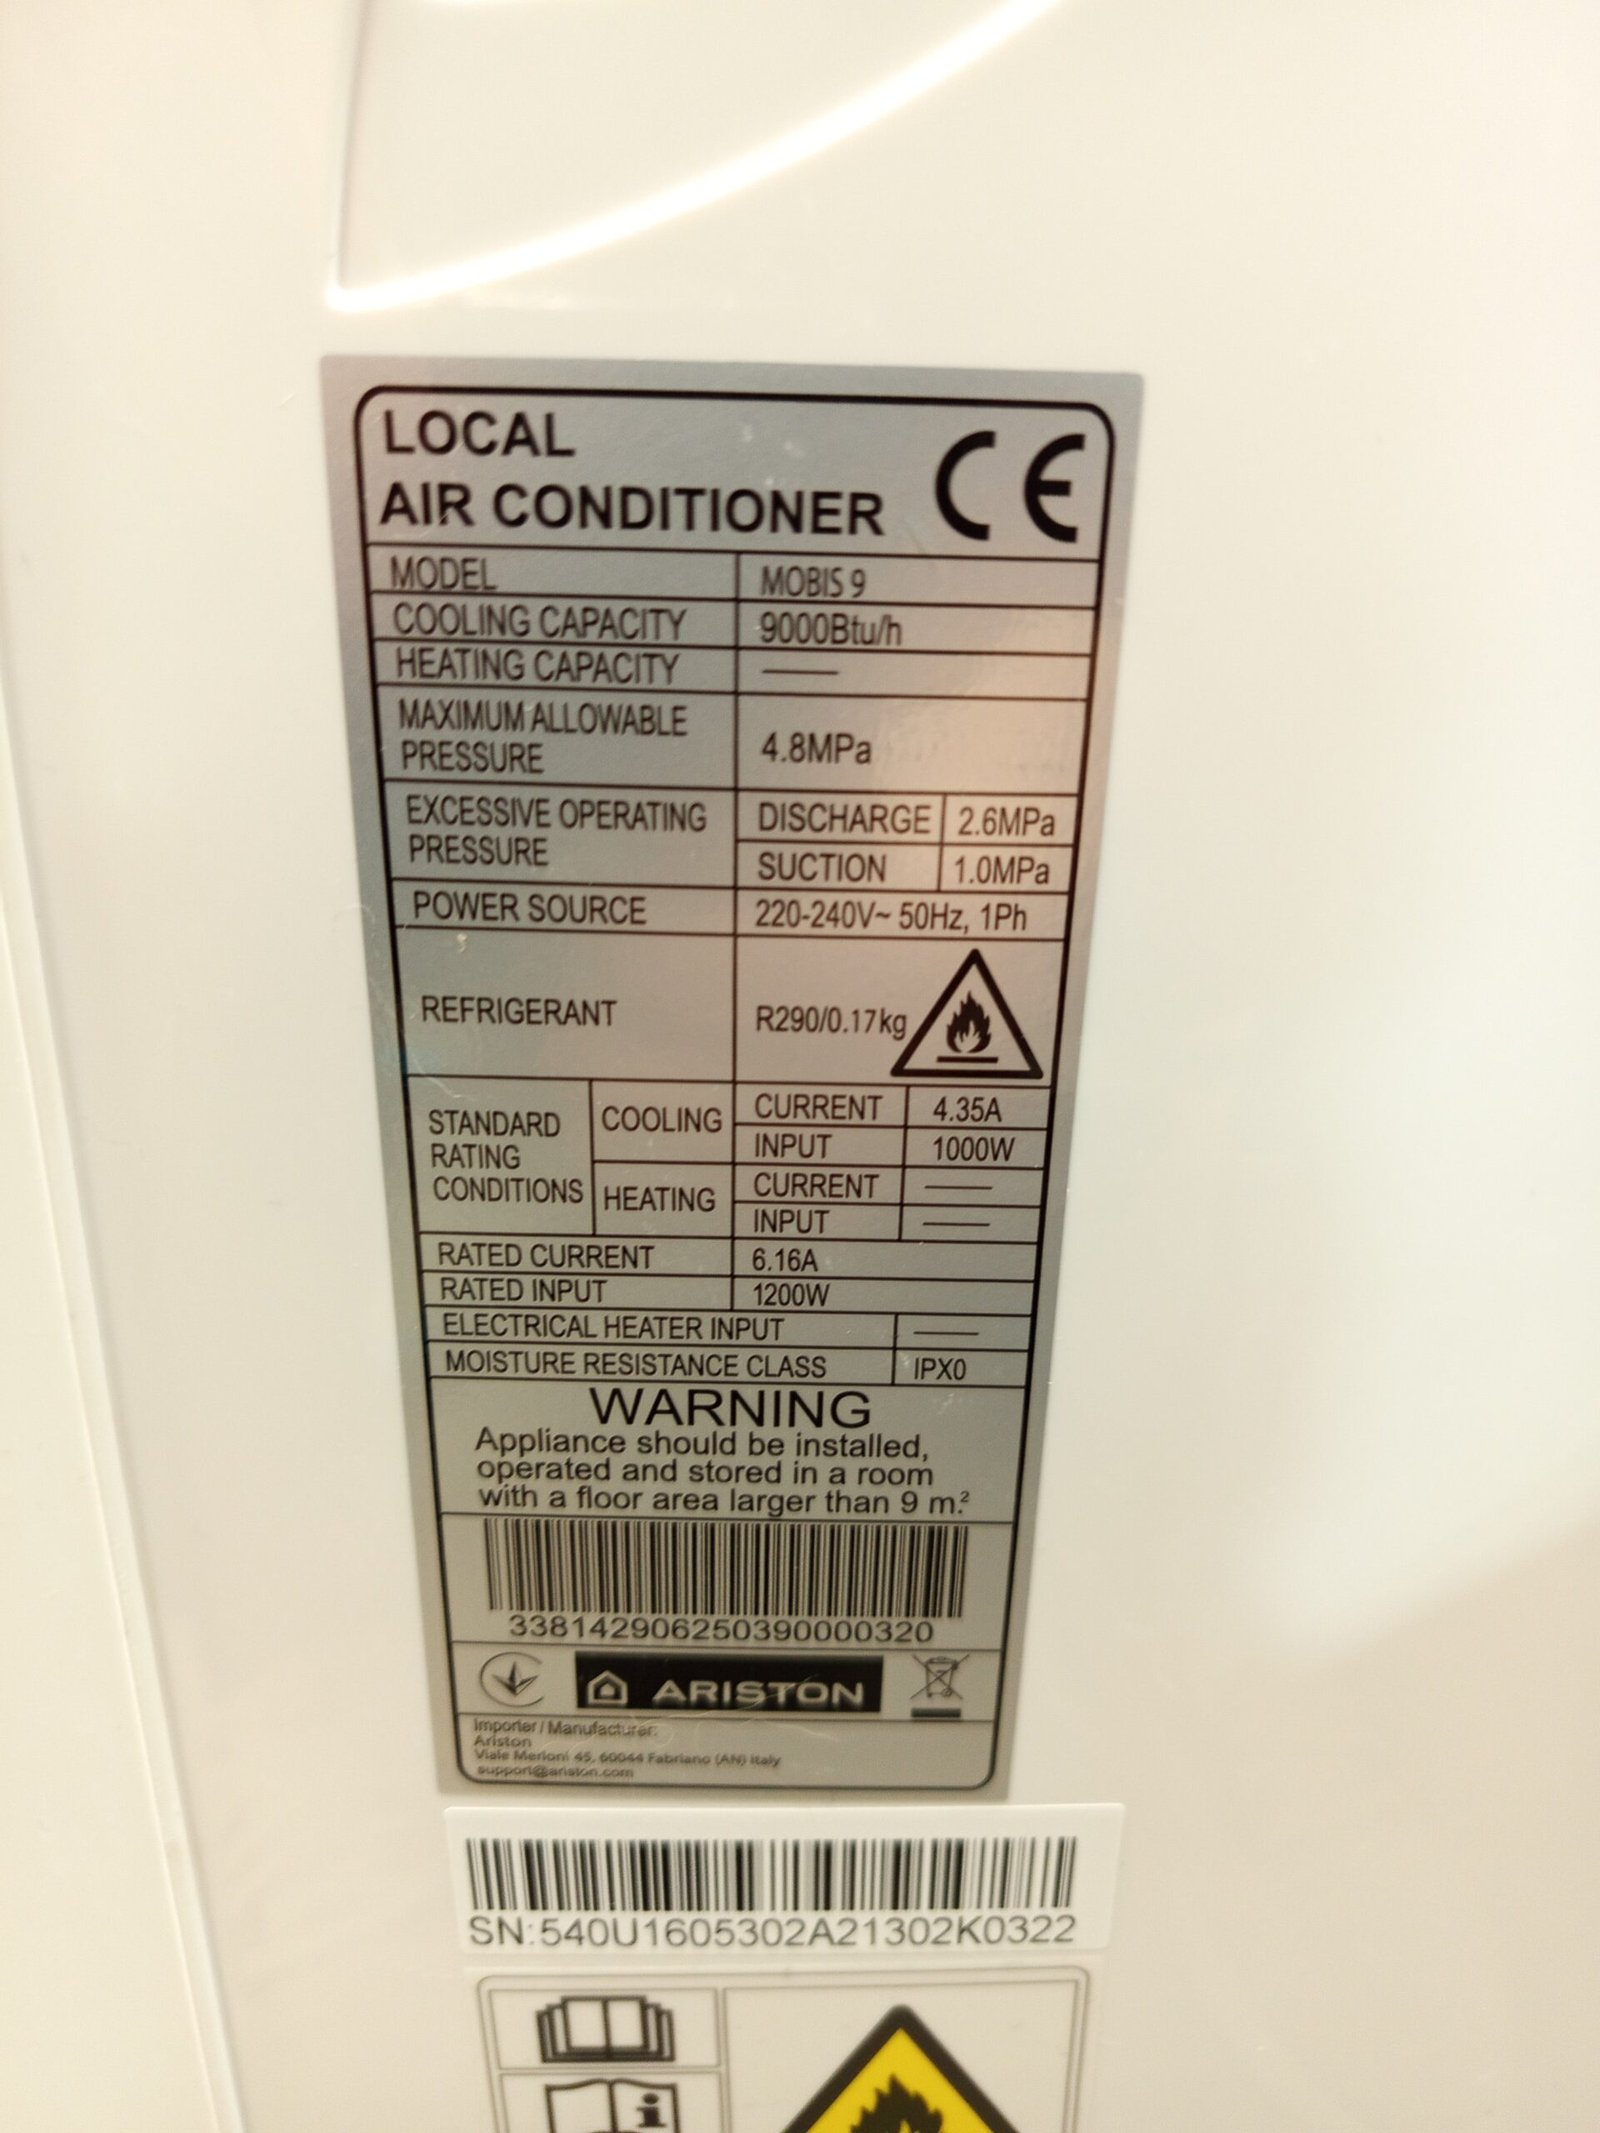 LOCAL
AIR CONDITIONER
CE
MODEL MOBIS 9
COOLING CAPACITY 9000Btu/h
HEATING CAPACITY ——
MAXIMUM ALLOWABLE
PRESSURE 4.8MPa
EXCESSIVE OPERATING
PRESSURE
DISCHARGE 2.6MPa
SUCTION 1.0MPa
POWER SOURCE 220-240V~ 50Hz, 1Ph
REFRIGERANT R290/0.17kg
STANDARD
RATING
CONDITIONS
COOLING
CURRENT 4.35A
INPUT 1000W
HEATING
CURRENT ——
INPUT ——
RATED CURRENT 6.16A
RATED INPUT 1200W
ELECTRICAL HEATER INPUT ——
MOISTURE RESISTANCE CLASS IPX0
WARNING
Appliance should be installed,
operated and stored in a room
with a floor area larger than 9 m.²
338142906250390000320
ARISTON
Importer / Manufacturer:
Ariston
Viale Merloni 45, 60044 Fabriano (AN) Italy
support@ariston.com
SN:540U1605302A21302K0322
i